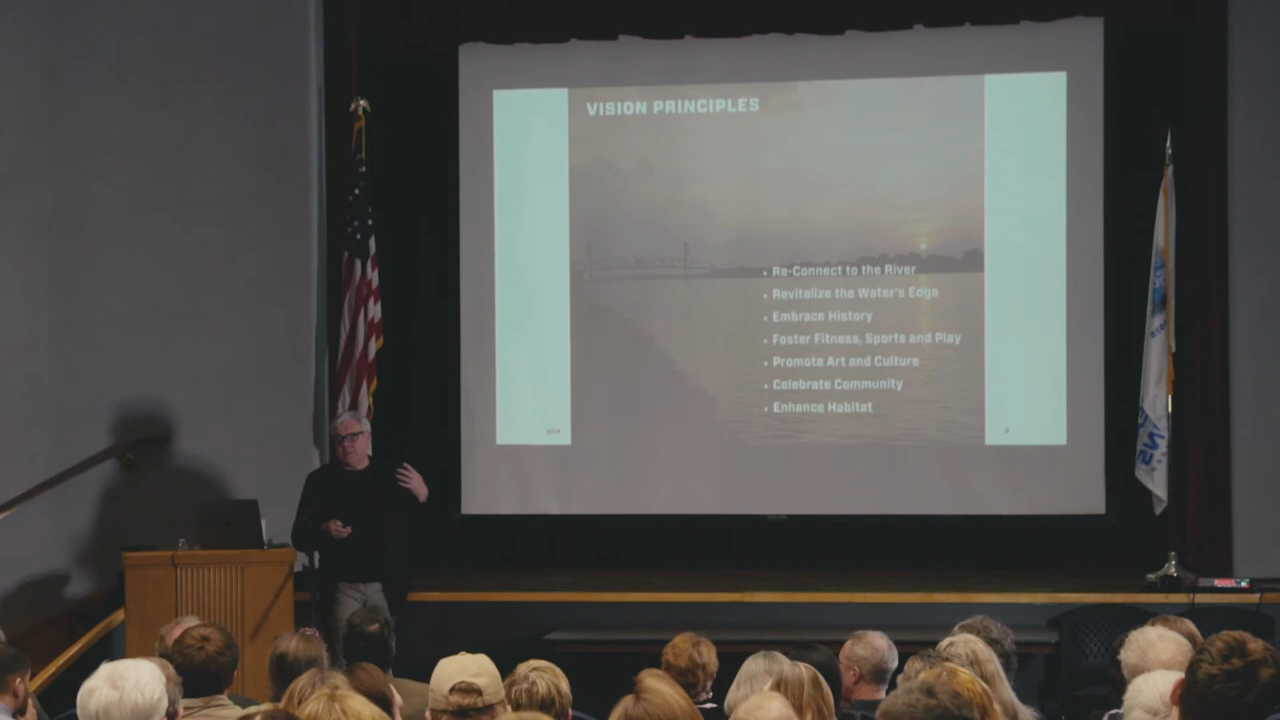 VISION PRINCIPLES
• Re-Connect to the River
• Revitalize the Water's Edge
• Embrace History
• Foster Fitness, Sports and Play
• Promote Art and Culture
• Celebrate Community
• Enhance Habitat